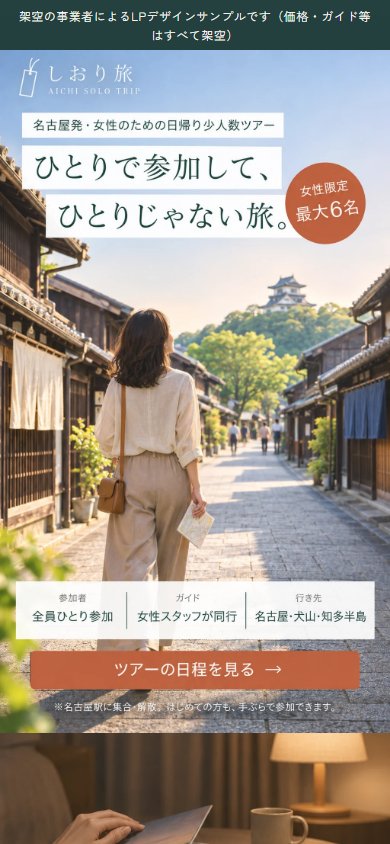 架空の事業者によるLPデザインサンプルです（価格・ガイド等
はすべて架空）
しおり旅
AICHI SOLO TRIP
名古屋発・女性のための日帰り少人数ツアー
ひとりで参加して、
ひとりじゃない旅。
女性限定
最大6名
参加者
全員ひとり参加
ガイド
女性スタッフが同行
行き先
名古屋・犬山・知多半島
ツアーの日程を見る →
※名古屋駅に集合・解散。はじめての方も、手ぶらで参加できます。